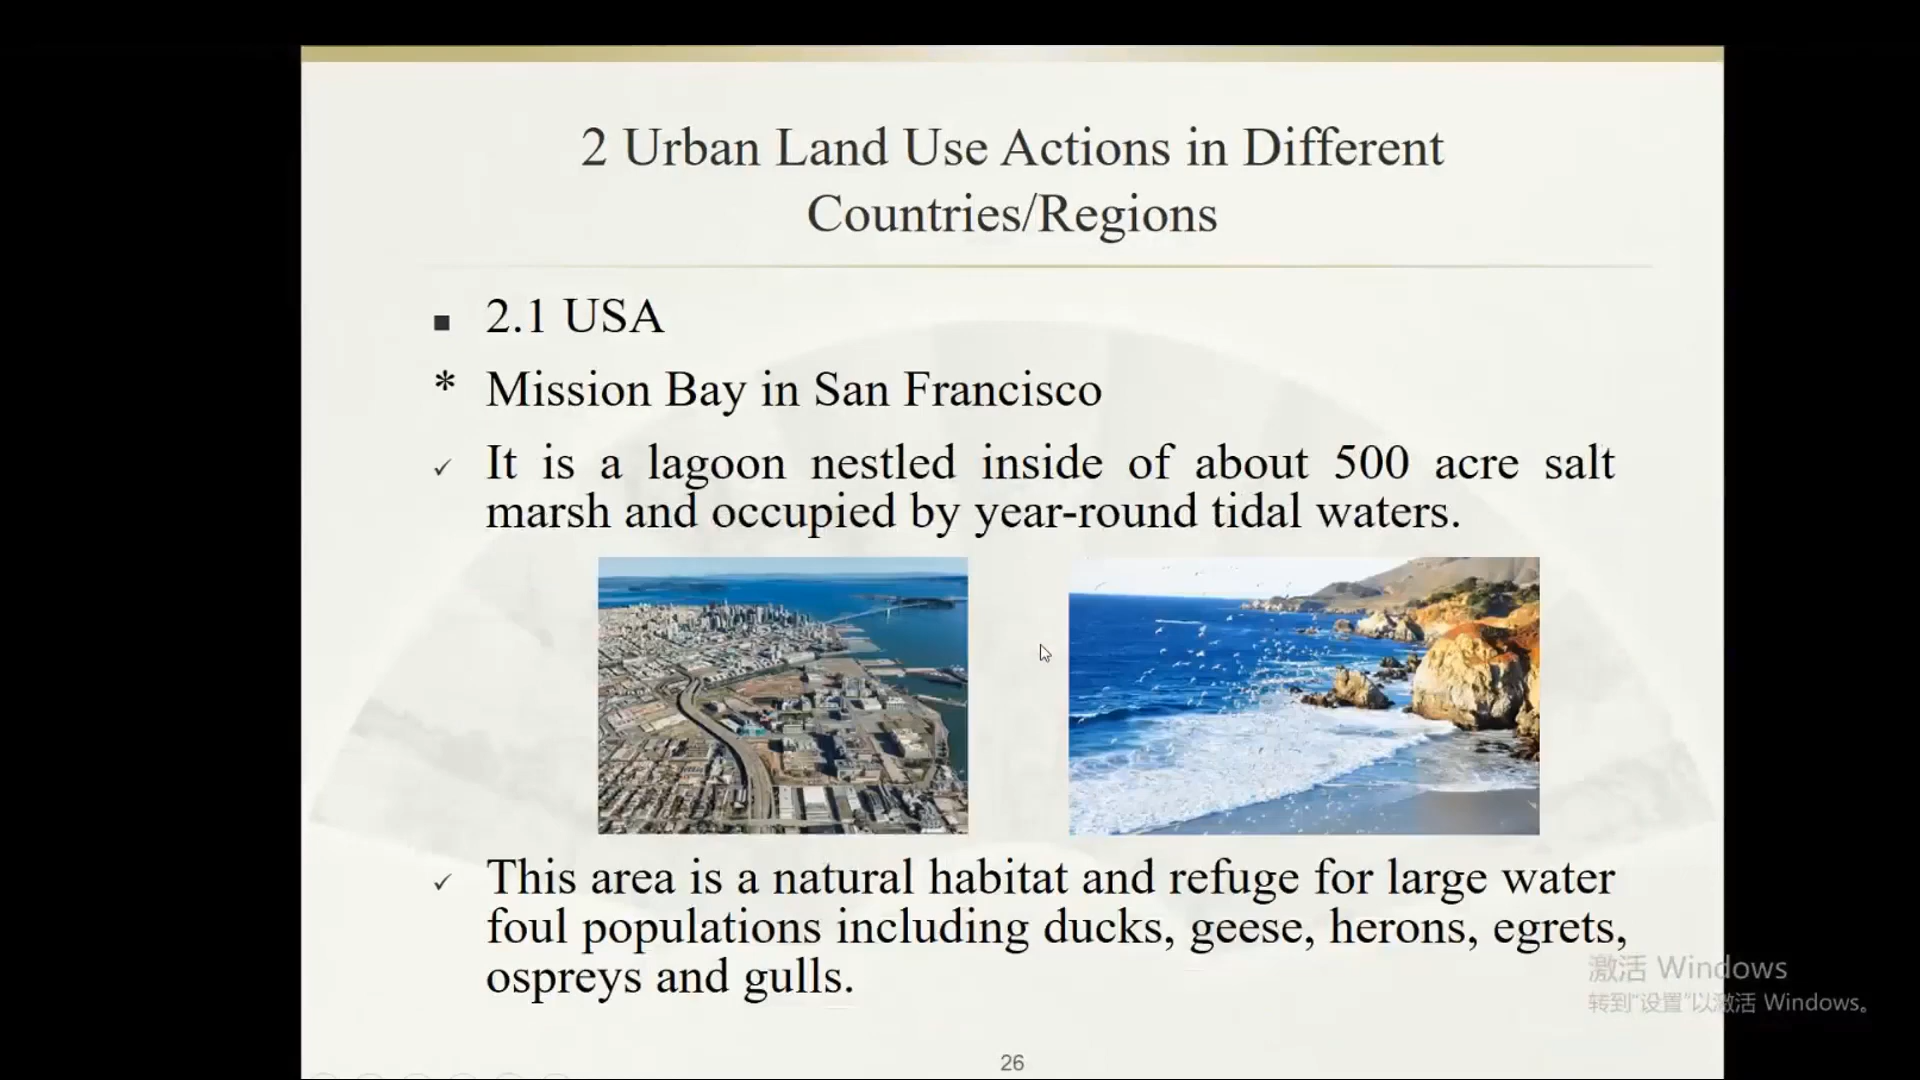 2 Urban Land Use Actions in Different
Countries/Regions
■ 2.1 USA
* Mission Bay in San Francisco
✓ It is a lagoon nestled inside of about 500 acre salt
marsh and occupied by year-round tidal waters.
✓ This area is a natural habitat and refuge for large water
foul populations including ducks, geese, herons, egrets,
ospreys and gulls.
激活 Windows
转到“设置”以激活 Windows。
26